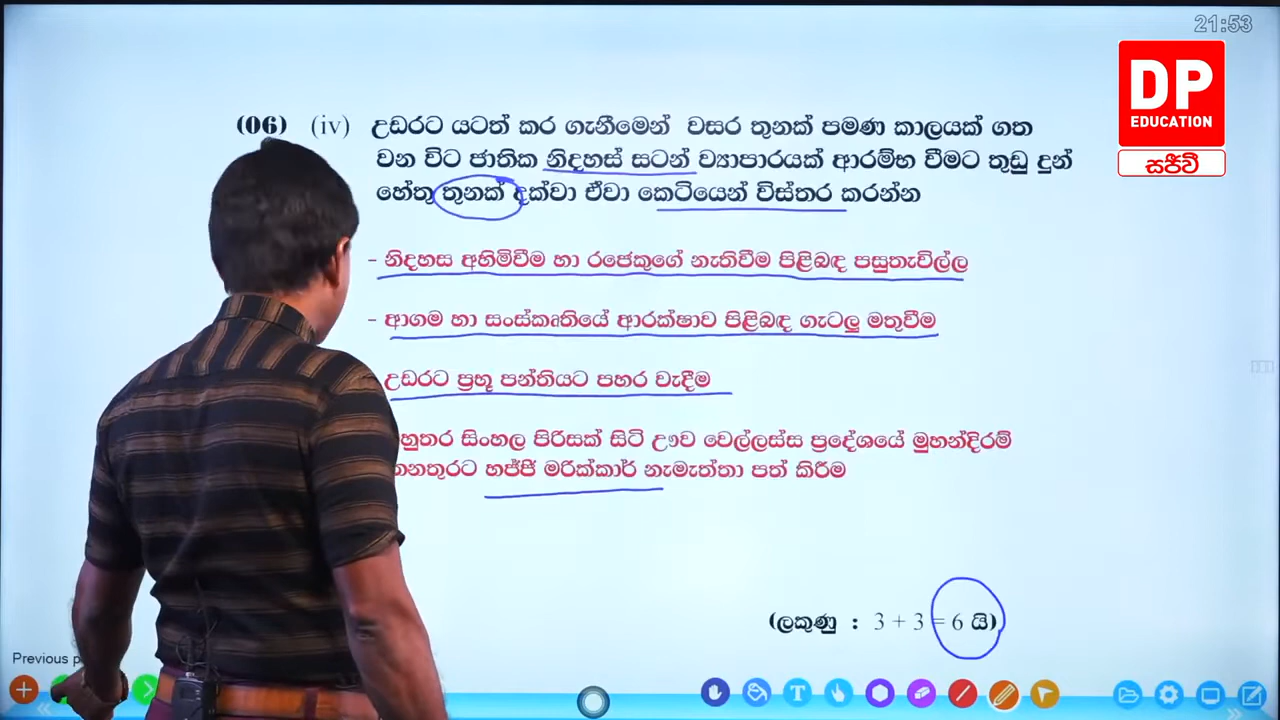 21:53
DP
EDUCATION
සජීවී
(06) (iv) උඩරට යටත් කර ගැනීමෙන් වසර තුනක් පමණ කාලයක් ගත
වන විට ජාතික නිදහස් සටන් ව්‍යාපාරයක් ආරම්භ වීමට තුඩු දුන්
හේතු තුනක් දක්වා ඒවා කෙටියෙන් විස්තර කරන්න
- නිදහස අහිමිවීම හා රජෙකුගේ නැතිවීම පිළිබඳ පසුතැවිල්ල
- ආගම හා සංස්කෘතියේ ආරක්ෂාව පිළිබඳ ගැටලු මතුවීම
- උඩරට ප්‍රභූ පන්තියට පහර වැදීම
සිංහල පිරිසක් සිටි ඌව වෙල්ලස්ස ප්‍රදේශයේ මුහන්දිරම්
හජ්ජි මරික්කාර් නැමැත්තා පත් කිරීම
(ලකුණු : 3 + 3 = 6 යි)
Previous